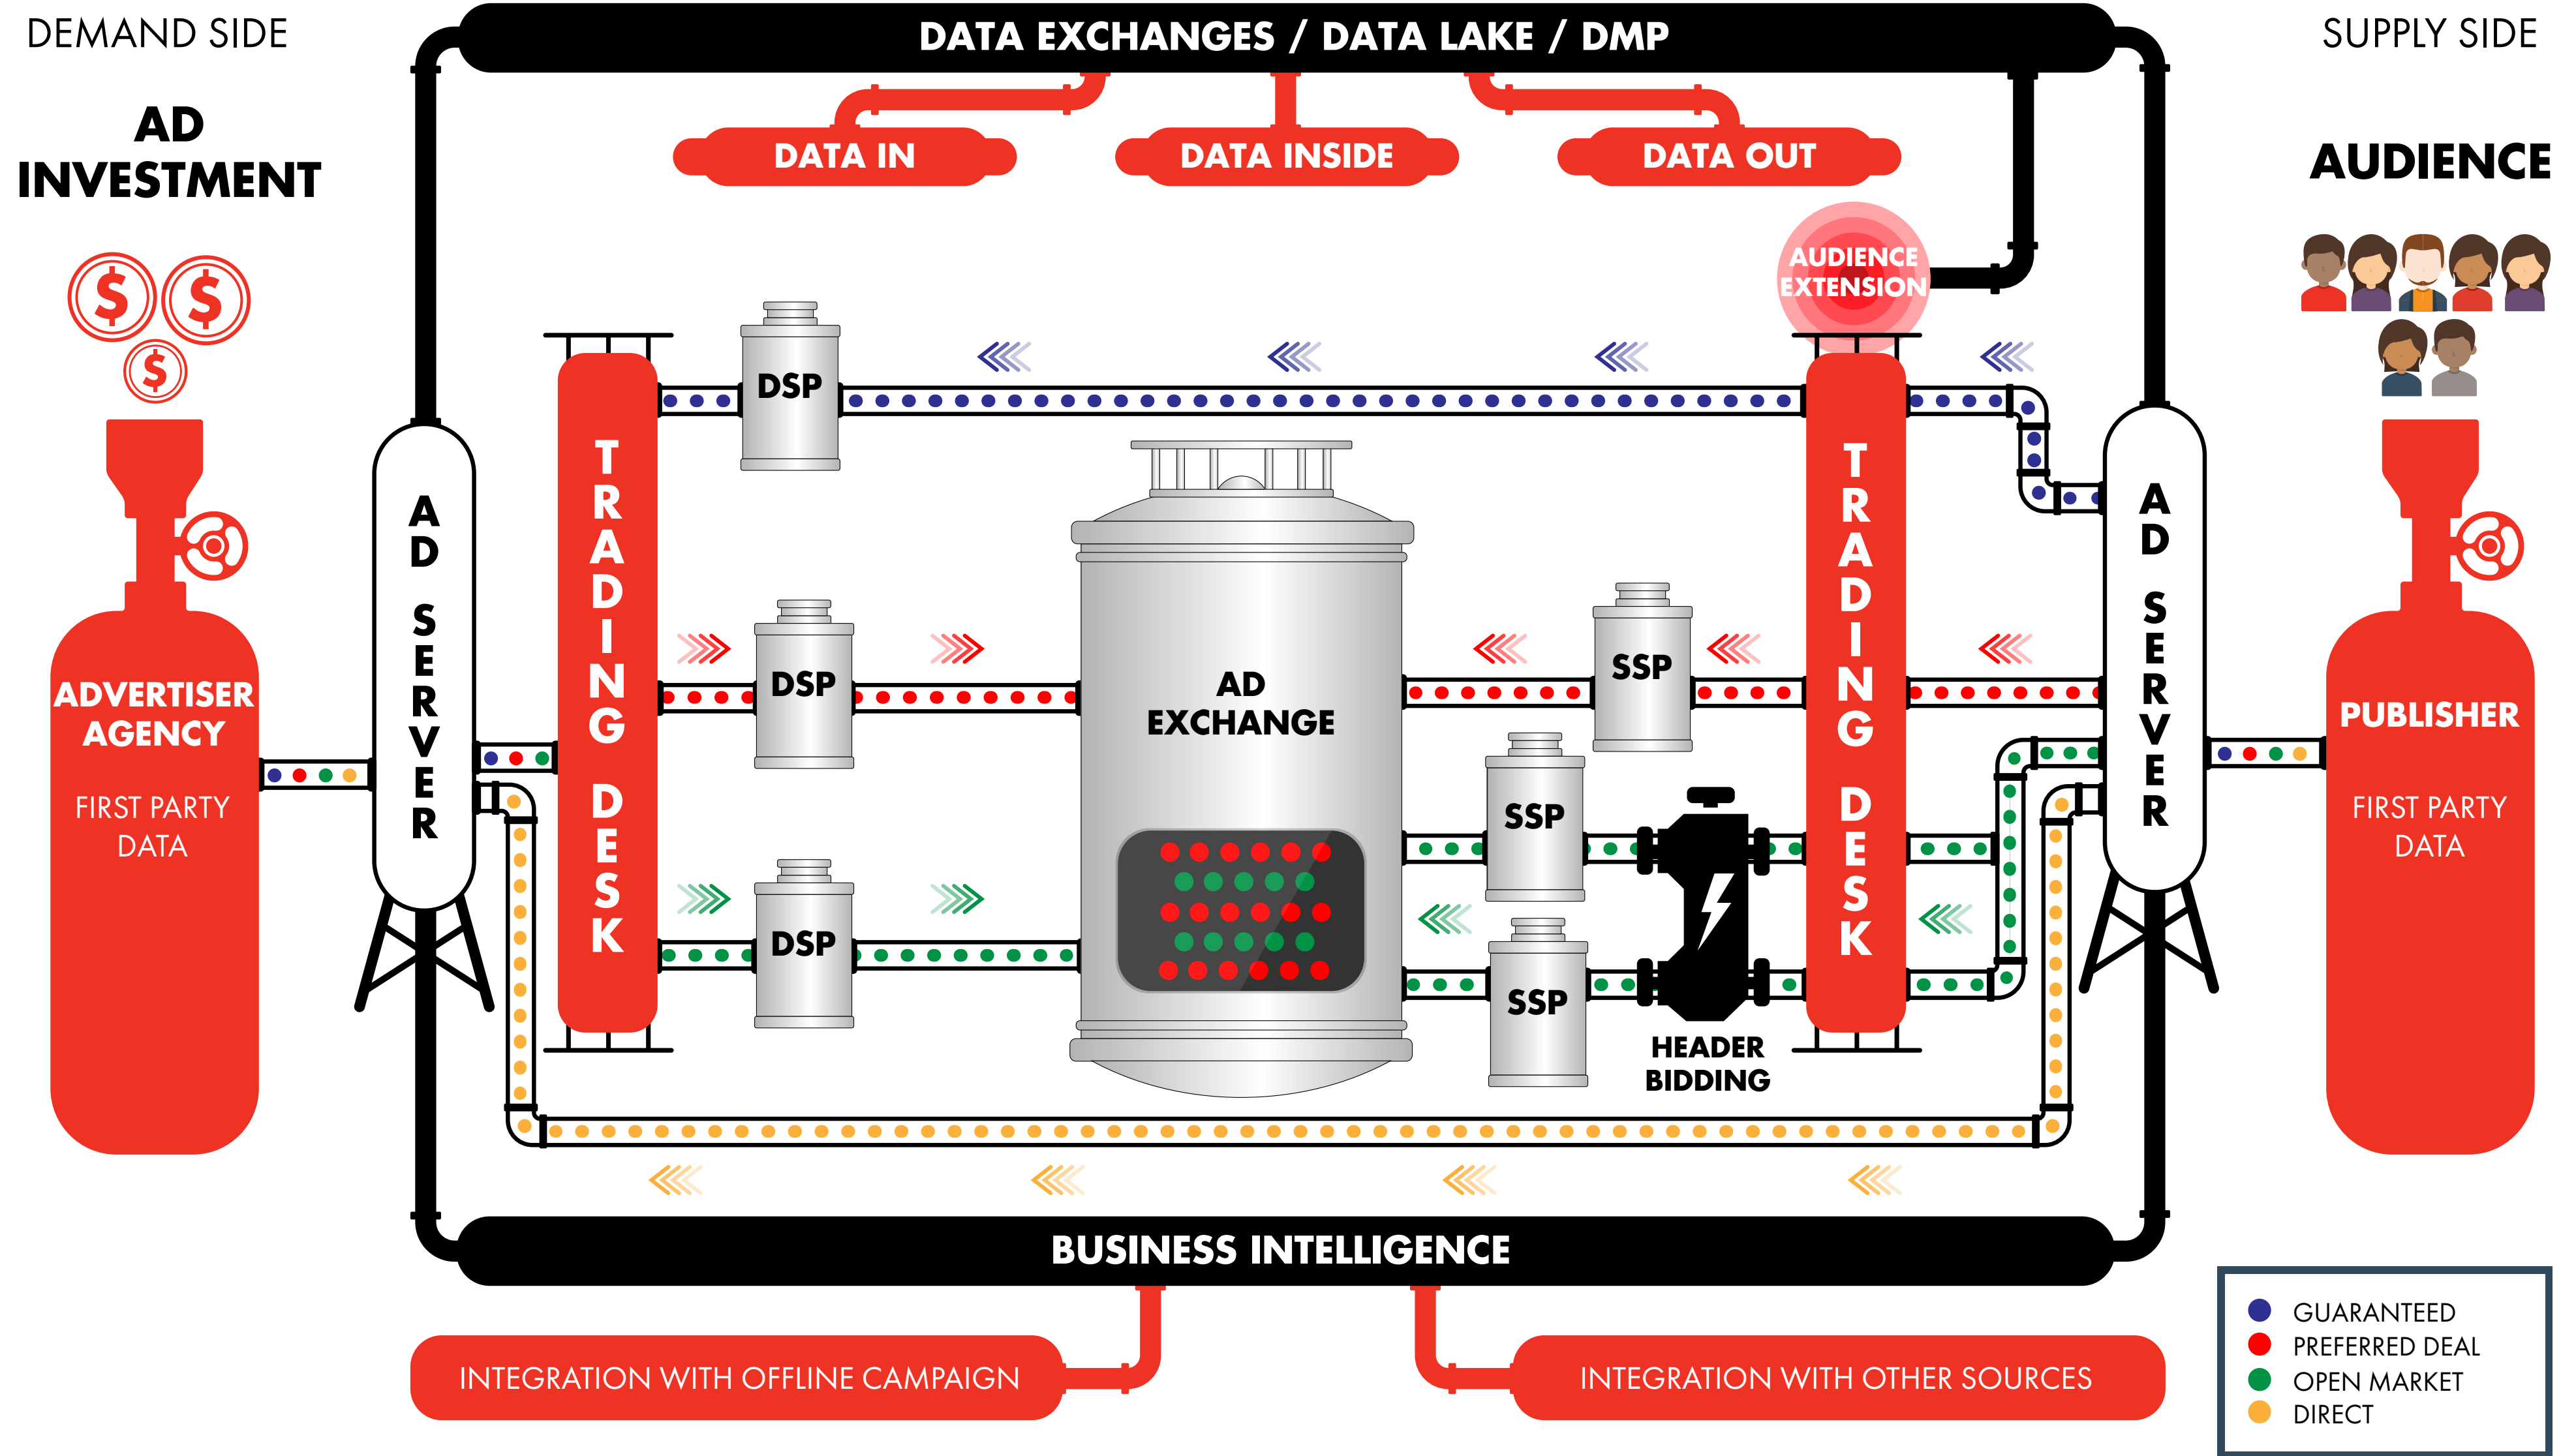 DEMAND SIDE
DATA EXCHANGES / DATA LAKE / DMP
SUPPLY SIDE
AD
INVESTMENT
DATA IN
DATA INSIDE
DATA OUT
AUDIENCE
$
$
$
AUDIENCE
EXTENSION
DSP
TRADING DESK
TRADING DESK
AD SERVER
AD SERVER
DSP
AD
EXCHANGE
SSP
ADVERTISER
AGENCY
FIRST PARTY
DATA
PUBLISHER
FIRST PARTY
DATA
SSP
DSP
SSP
HEADER
BIDDING
BUSINESS INTELLIGENCE
INTEGRATION WITH OFFLINE CAMPAIGN
INTEGRATION WITH OTHER SOURCES
GUARANTEED
PREFERRED DEAL
OPEN MARKET
DIRECT